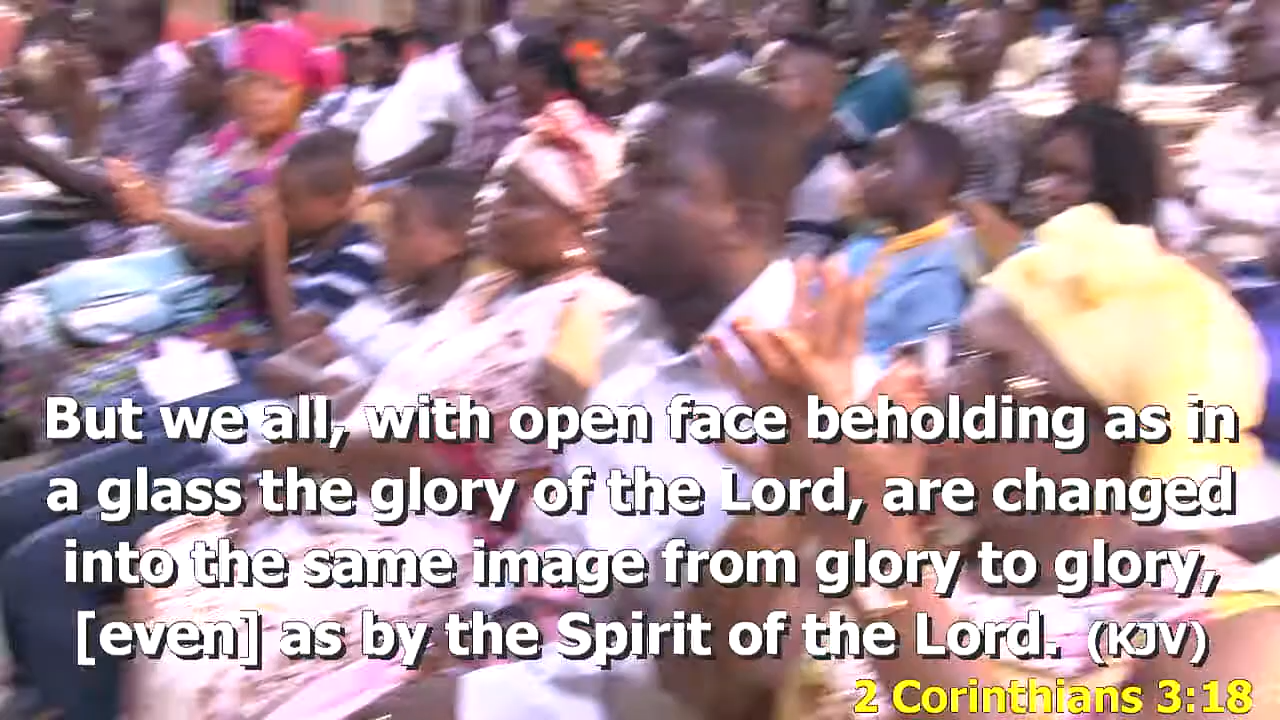 But we all, with open face beholding as in
a glass the glory of the Lord, are changed
into the same image from glory to glory,
[even] as by the Spirit of the Lord. (KJV)
2 Corinthians 3:18